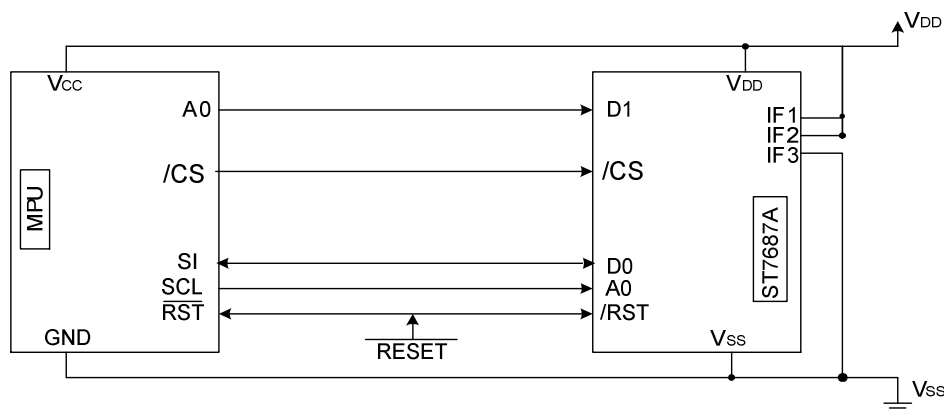 VDD
VCC
VDD
A0
D1
IF1
IF2
IF3
/CS
/CS
MPU
ST7687A
SI
D0
SCL
A0
RST
/RST
GND
RESET
VSS
VSS